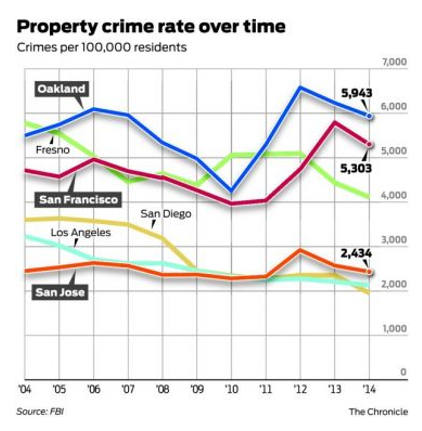 Property crime rate over time
Crimes per 100,000 residents
7,000
Oakland
5,943
6,000
Fresno
5,000
5,303
San Francisco
4,000
San Diego
Los Angeles
3,000
2,434
San Jose
2,000
1,000
0
'04 '05 '06 '07 '08 '09 '10 '11 '12 '13 '14
Source: FBI The Chronicle